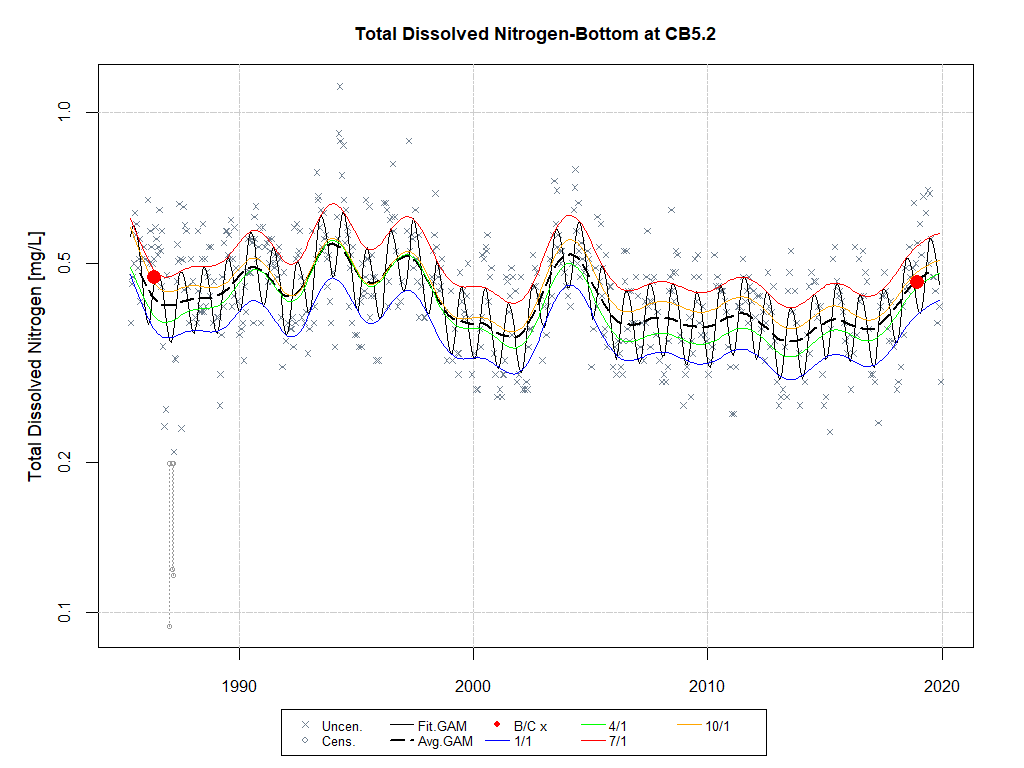 Total Dissolved Nitrogen-Bottom at CB5.2
Total Dissolved Nitrogen [mg/L]
1.0
0.5
0.2
0.1
1990 2000 2010 2020
Uncen. Fit.GAM B/C x 4/1 10/1
Cens. Avg.GAM 1/1 7/1